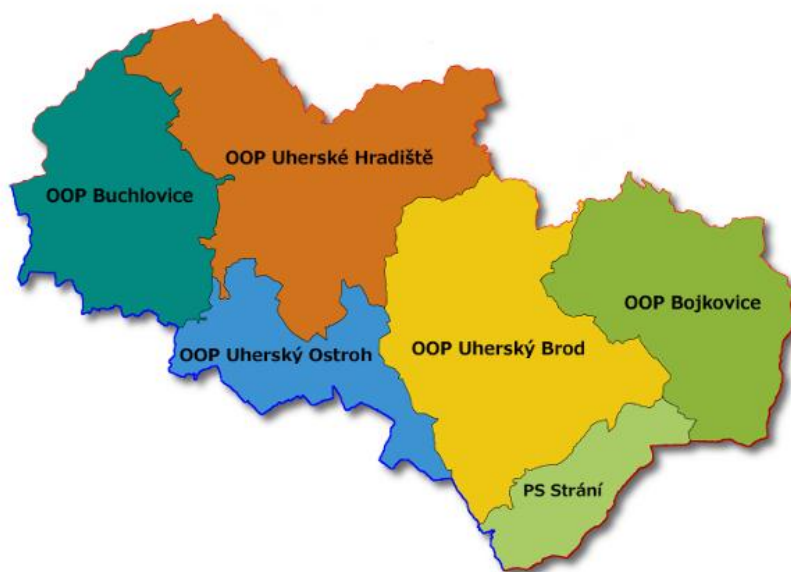 OOP Uherské Hradiště
OOP Buchlovice
OOP Bojkovice
OOP Uherský Ostroh
OOP Uherský Brod
PS Strání